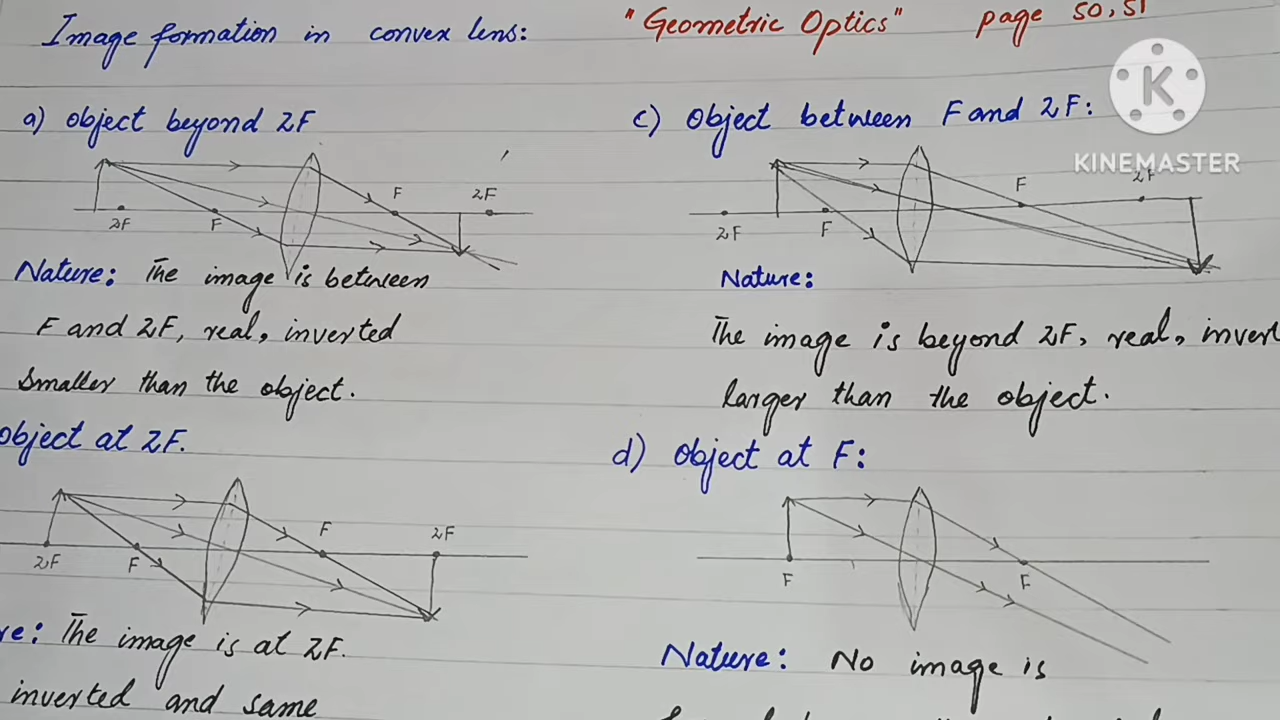 Image formation in convex lens:
"Geometric Optics" page 50,51
a) object beyond 2F
F
2F
2F
F
Nature: The image is between
F and 2F, real, inverted
Smaller than the object.
object at 2F.
F
2F
2F
F
re: The image is at 2F.
inverted and same
K
KINEMASTER
c) Object between F and 2F:
F
2F
2F
F
Nature:
The image is beyond 2F, real, invert
larger than the object.
d) Object at F:
F
F
Nature: No image is